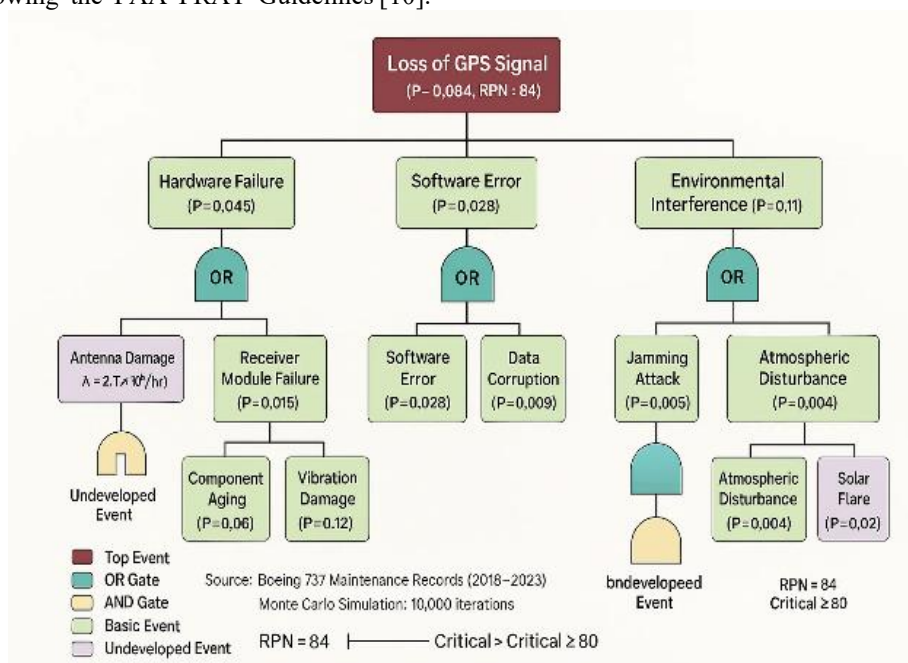 owing the FAA FRAT Guidelines [10].
Loss of GPS Signal
(P– 0,084, RPN : 84)
Hardware Failure
(P=0,045)
Software Error
(P=0,028)
Environmental
Interference (P=0,11)
OR
OR
OR
Antenna Damage
λ = 2.T↗ 10⁶/hr)
Receiver
Module Failure
(P=0,015)
Software
Error
(P=0,028)
Data
Corruption
(P=0,009)
Jamming
Attack
(P=0,005)
Atmospheric
Disturbance
(P=0,004)
Undeveloped
Event
Component
Aging
(P=0,06)
Vibration
Damage
(P=0.12)
Atmospheric
Disturbance
(P=0,004)
Solar
Flare
(P=0,02)
bndevelopeed
Event
Top Event
OR Gate
AND Gate
Basic Event
Undeveloped Event
Source: Boeing 737 Maintenance Records (2018–2023)
Monte Carlo Simulation: 10,000 iterations
RPN = 84
Critical > Critical ≥ 80
RPN = 84
Critical ≥ 80